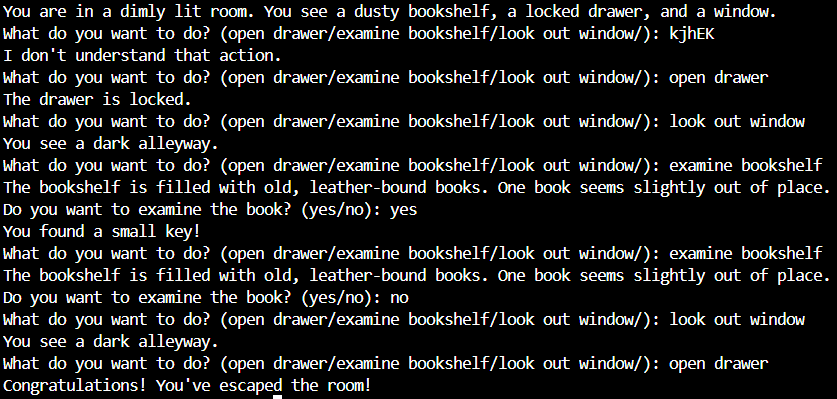 You are in a dimly lit room. You see a dusty bookshelf, a locked drawer, and a window.
What do you want to do? (open drawer/examine bookshelf/look out window/): kjhEK
I don't understand that action.
What do you want to do? (open drawer/examine bookshelf/look out window/): open drawer
The drawer is locked.
What do you want to do? (open drawer/examine bookshelf/look out window/): look out window
You see a dark alleyway.
What do you want to do? (open drawer/examine bookshelf/look out window/): examine bookshelf
The bookshelf is filled with old, leather-bound books. One book seems slightly out of place.
Do you want to examine the book? (yes/no): yes
You found a small key!
What do you want to do? (open drawer/examine bookshelf/look out window/): examine bookshelf
The bookshelf is filled with old, leather-bound books. One book seems slightly out of place.
Do you want to examine the book? (yes/no): no
What do you want to do? (open drawer/examine bookshelf/look out window/): look out window
You see a dark alleyway.
What do you want to do? (open drawer/examine bookshelf/look out window/): open drawer
Congratulations! You've escaped the room!